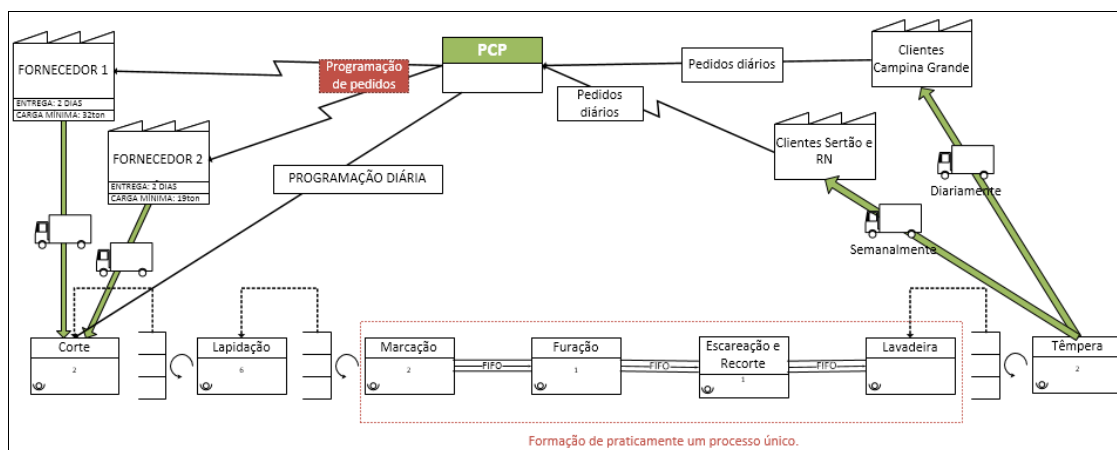 PCP
FORNECEDOR 1
ENTREGA: 2 DIAS
CARGA MÍNIMA: 32ton
Programação
de pedidos
Pedidos diários
Clientes
Campina Grande
Pedidos
diários
FORNECEDOR 2
ENTREGA: 2 DIAS
CARGA MÍNIMA: 19ton
Clientes Sertão e
RN
PROGRAMAÇÃO DIÁRIA
Diariamente
Semanalmente
Corte
2
Lapidação
6
Marcação
2
FIFO
Furação
1
FIFO
Escareação e
Recorte
1
FIFO
Lavadeira
Têmpera
2
Formação de praticamente um processo único.